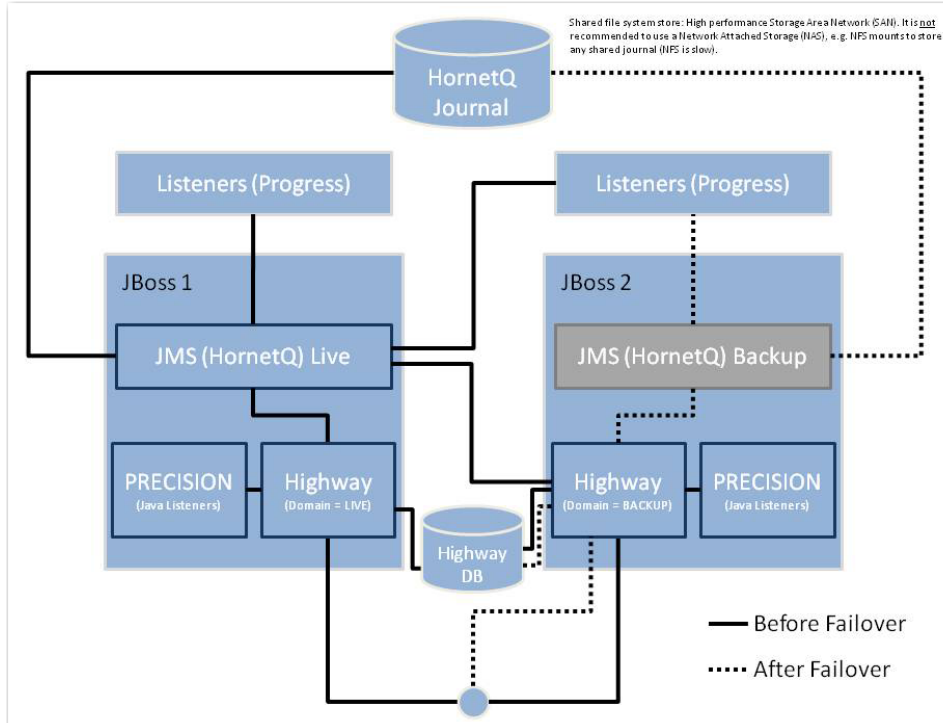 Shared file system store: High performance Storage Area Network (SAN). It is not
recommended to use a Network Attached Storage (NAS), e.g. NFS mounts to store
any shared journal (NFS is slow).
HornetQ
Journal
Listeners (Progress)
Listeners (Progress)
JBoss 1
JBoss 2
JMS (HornetQ) Live
JMS (HornetQ) Backup
PRECISION
(Java Listeners)
Highway
(Domain = LIVE)
Highway
(Domain = BACKUP)
PRECISION
(Java Listeners)
Highway
DB
Before Failover
After Failover